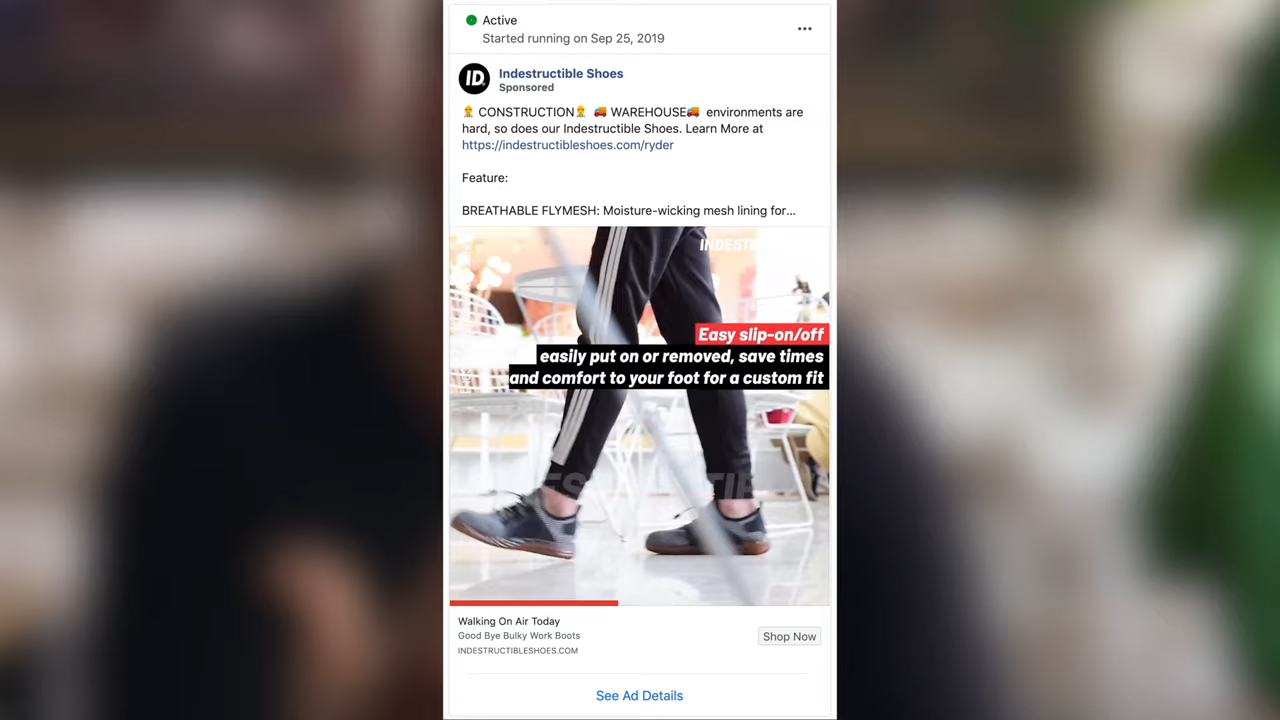 Active
Started running on Sep 25, 2019
ID.
Indestructible Shoes
Sponsored
👷 CONSTRUCTION👷 🚚 WAREHOUSE🚚 environments are
hard, so does our Indestructible Shoes. Learn More at
https://indestructibleshoes.com/ryder
Feature:
BREATHABLE FLYMESH: Moisture-wicking mesh lining for...
Easy slip-on/off
easily put on or removed, save times
and comfort to your foot for a custom fit
Walking On Air Today
Good Bye Bulky Work Boots
INDESTRUCTIBLESHOES.COM
Shop Now
See Ad Details